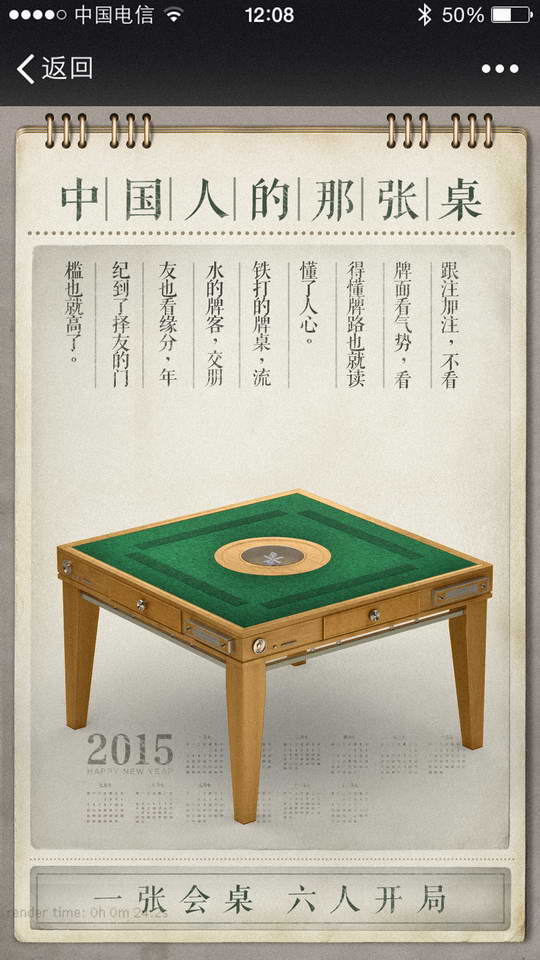 中国电信
12:08
50%
返回
中国人的那张桌
跟注加注，不看
牌面看气势，看
得懂牌路也就读
懂了人心。
铁打的牌桌，流
水的牌客，交朋
友也看缘分，年
纪到了择友的门
槛也就高了。
2015
HAPPY NEW YEAR
一张会桌 六人开局
render time: 0h 0m 24.2s